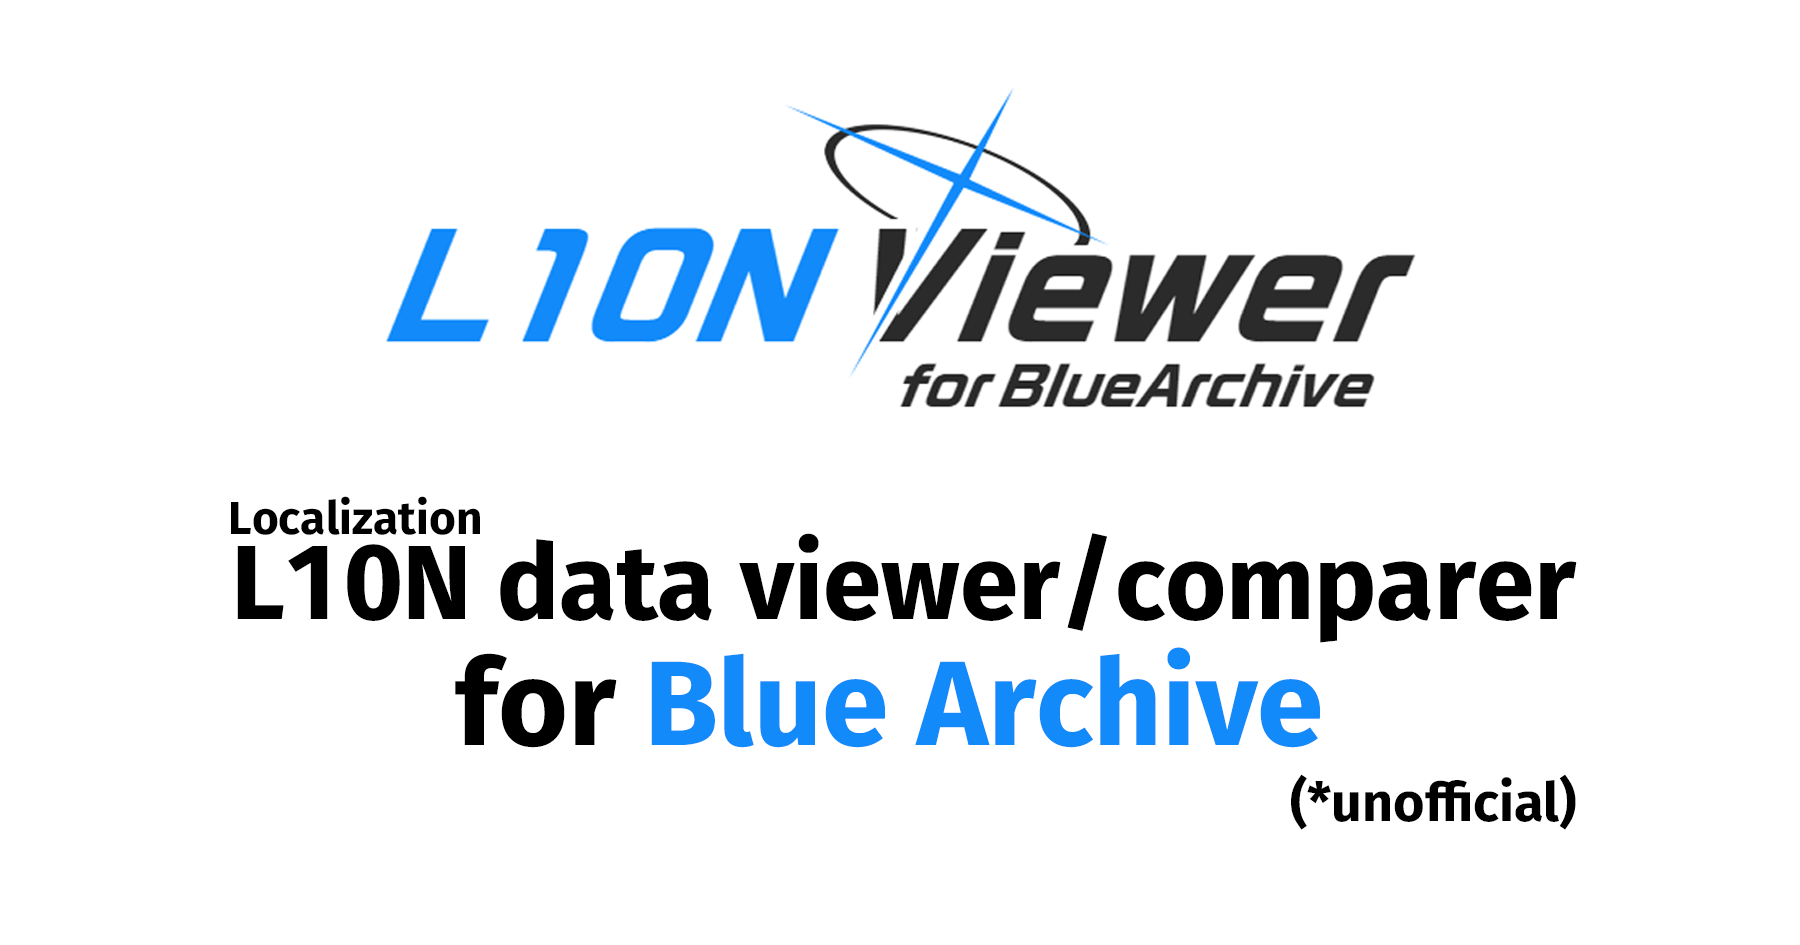 L10N Viewer
for BlueArchive
Localization
L10N data viewer/comparer
for Blue Archive
(*unofficial)